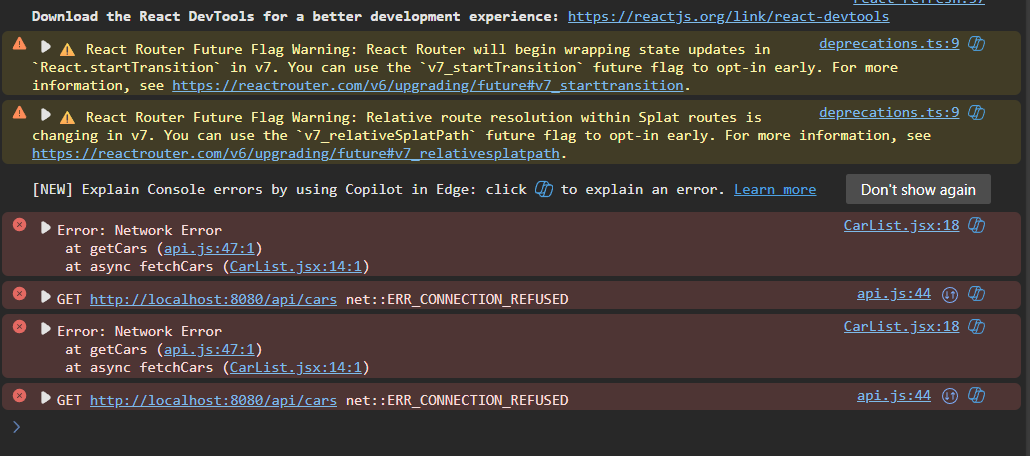 Download the React DevTools for a better development experience: https://reactjs.org/link/react-devtools
React Router Future Flag Warning: React Router will begin wrapping state updates in deprecations.ts:9
`React.startTransition` in v7. You can use the `v7_startTransition` future flag to opt-in early. For more
information, see https://reactrouter.com/v6/upgrading/future#v7_starttransition.
React Router Future Flag Warning: Relative route resolution within Splat routes is deprecations.ts:9
changing in v7. You can use the `v7_relativeSplatPath` future flag to opt-in early. For more information, see
https://reactrouter.com/v6/upgrading/future#v7_relativesplatpath.
[NEW] Explain Console errors by using Copilot in Edge: click to explain an error. Learn more Don't show again
Error: Network Error CarList.jsx:18
at getCars (api.js:47:1)
at async fetchCars (CarList.jsx:14:1)
GET http://localhost:8080/api/cars net::ERR_CONNECTION_REFUSED api.js:44
Error: Network Error CarList.jsx:18
at getCars (api.js:47:1)
at async fetchCars (CarList.jsx:14:1)
GET http://localhost:8080/api/cars net::ERR_CONNECTION_REFUSED api.js:44